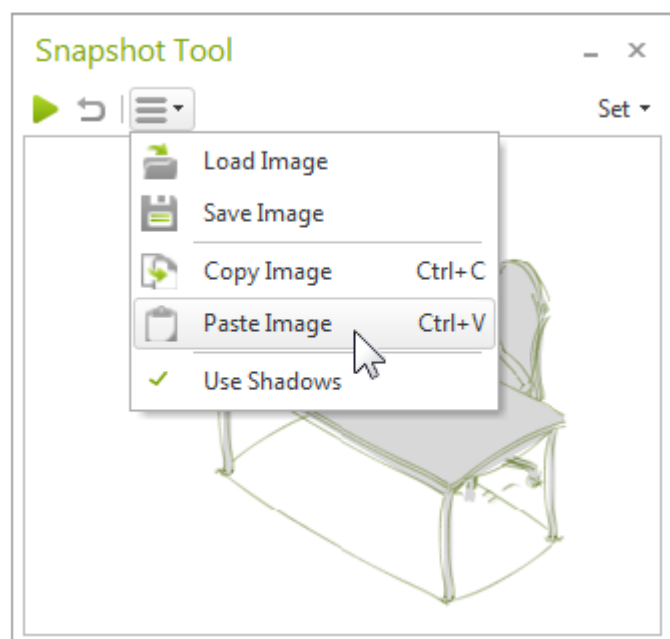 Snapshot Tool
Set
Load Image
Save Image
Copy Image Ctrl+C
Paste Image Ctrl+V
Use Shadows